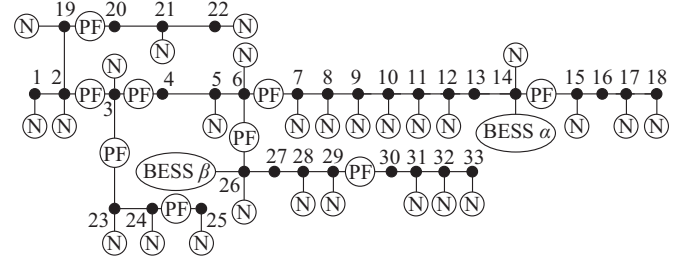 19 20 21 22
N PF
N N
1 2 N 4 5 6 7 8 9 10 11 12 13 14 N 15 16 17 18
PF PF PF PF
3
N N N N N N N N N N BESS α N N N
PF PF
BESS β 27 28 29 30 31 32 33
26 PF
N N N N N N
23 24 PF 25
N N N